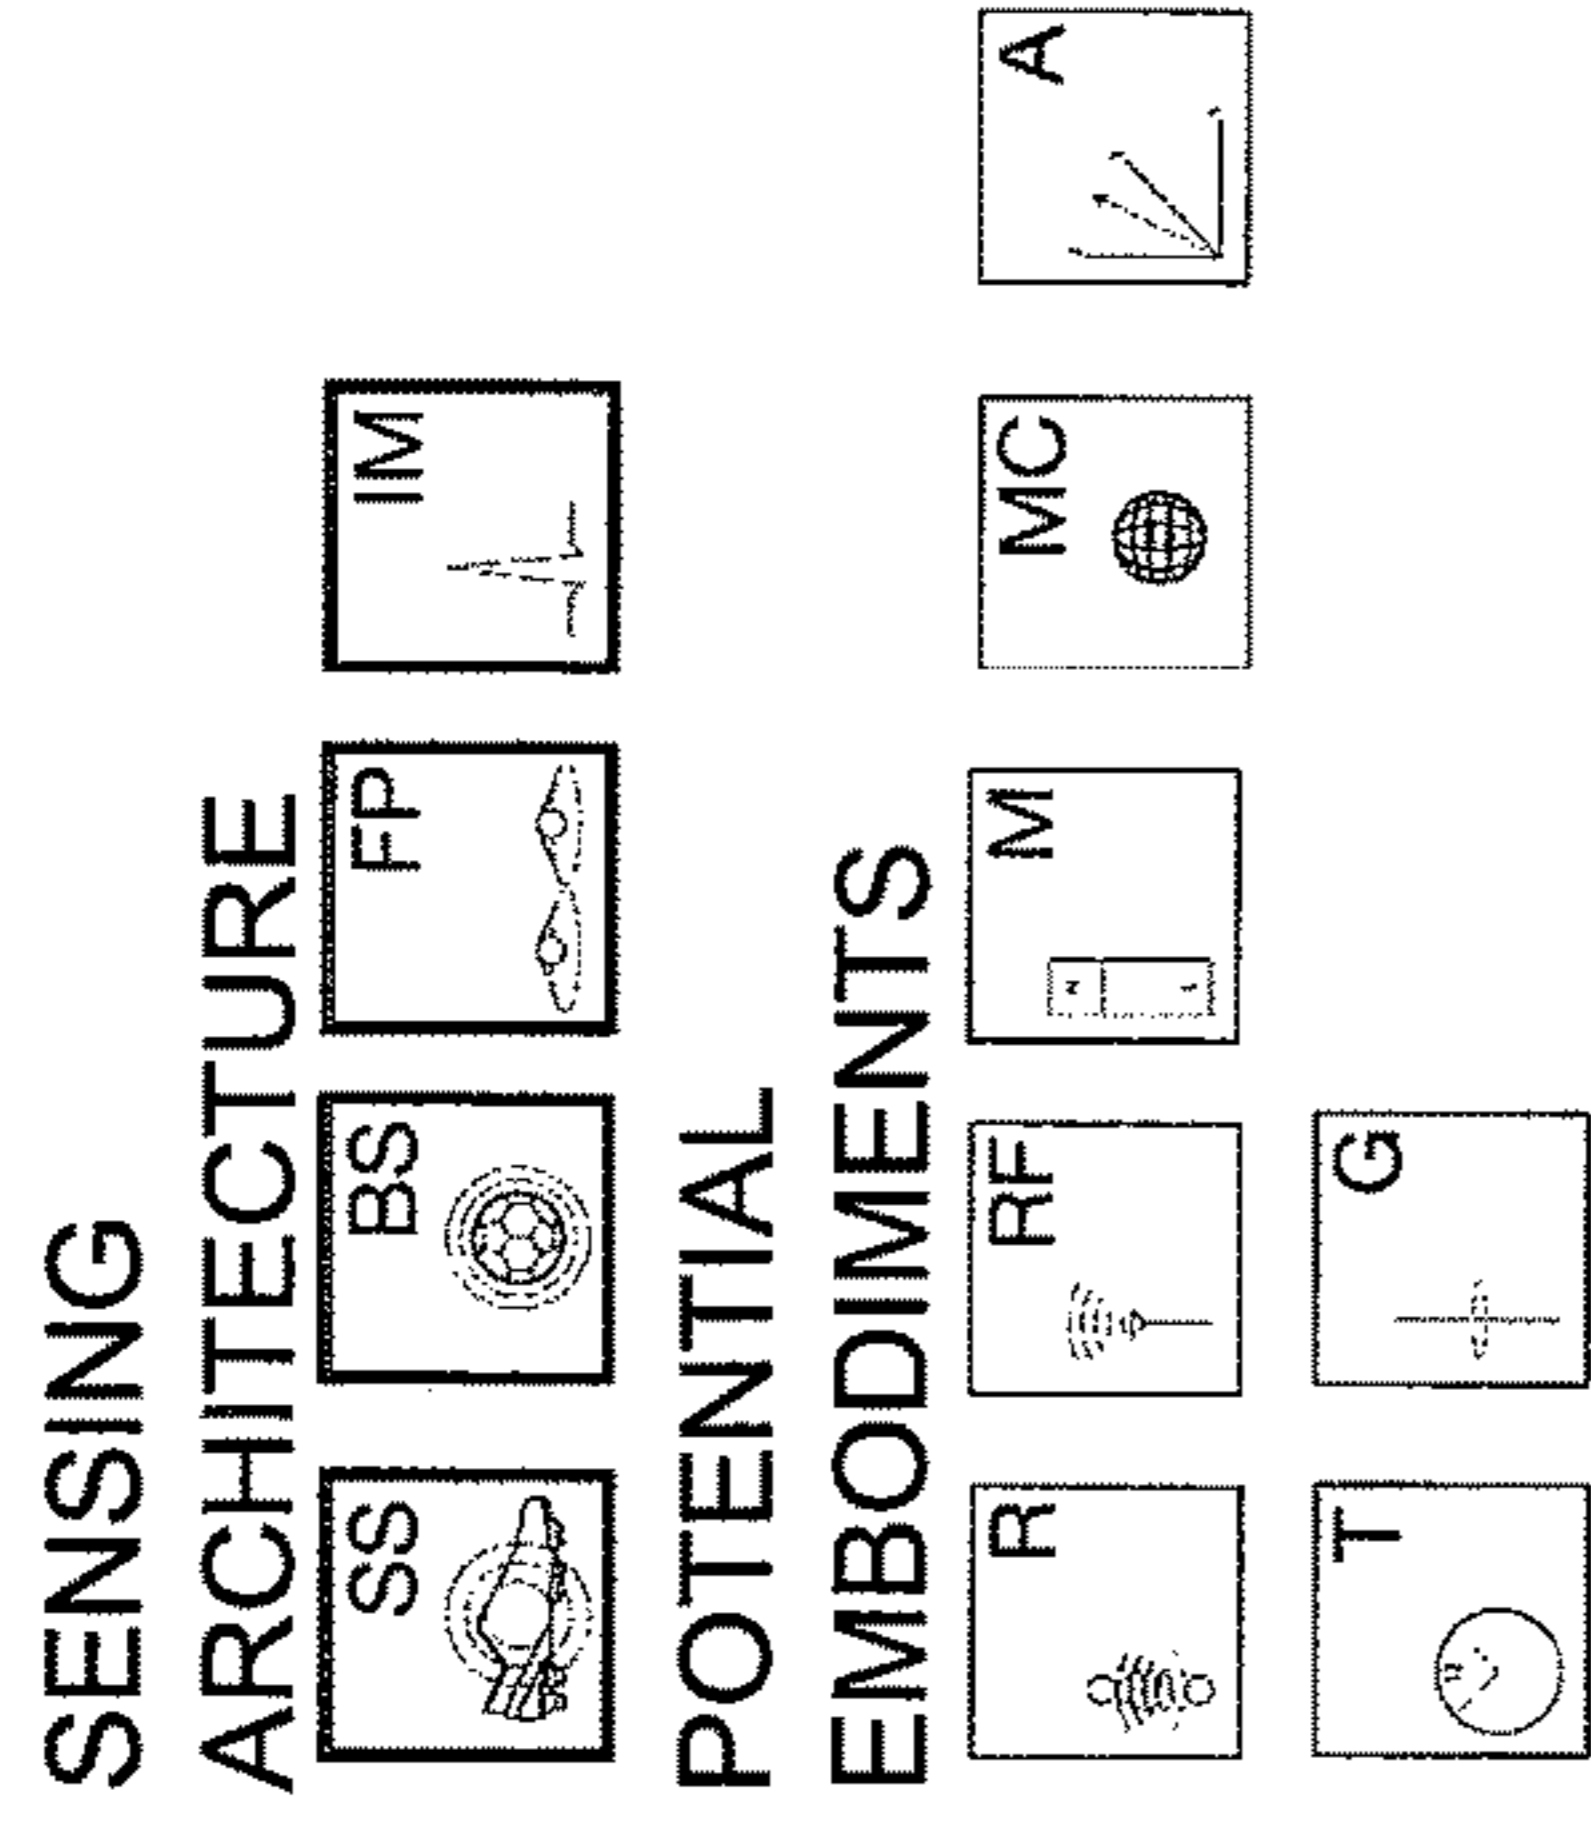 SENSING
ARCHITECTURE
SS BS FP IM
POTENTIAL
EMBODIMENTS
R RF M MC A
T G